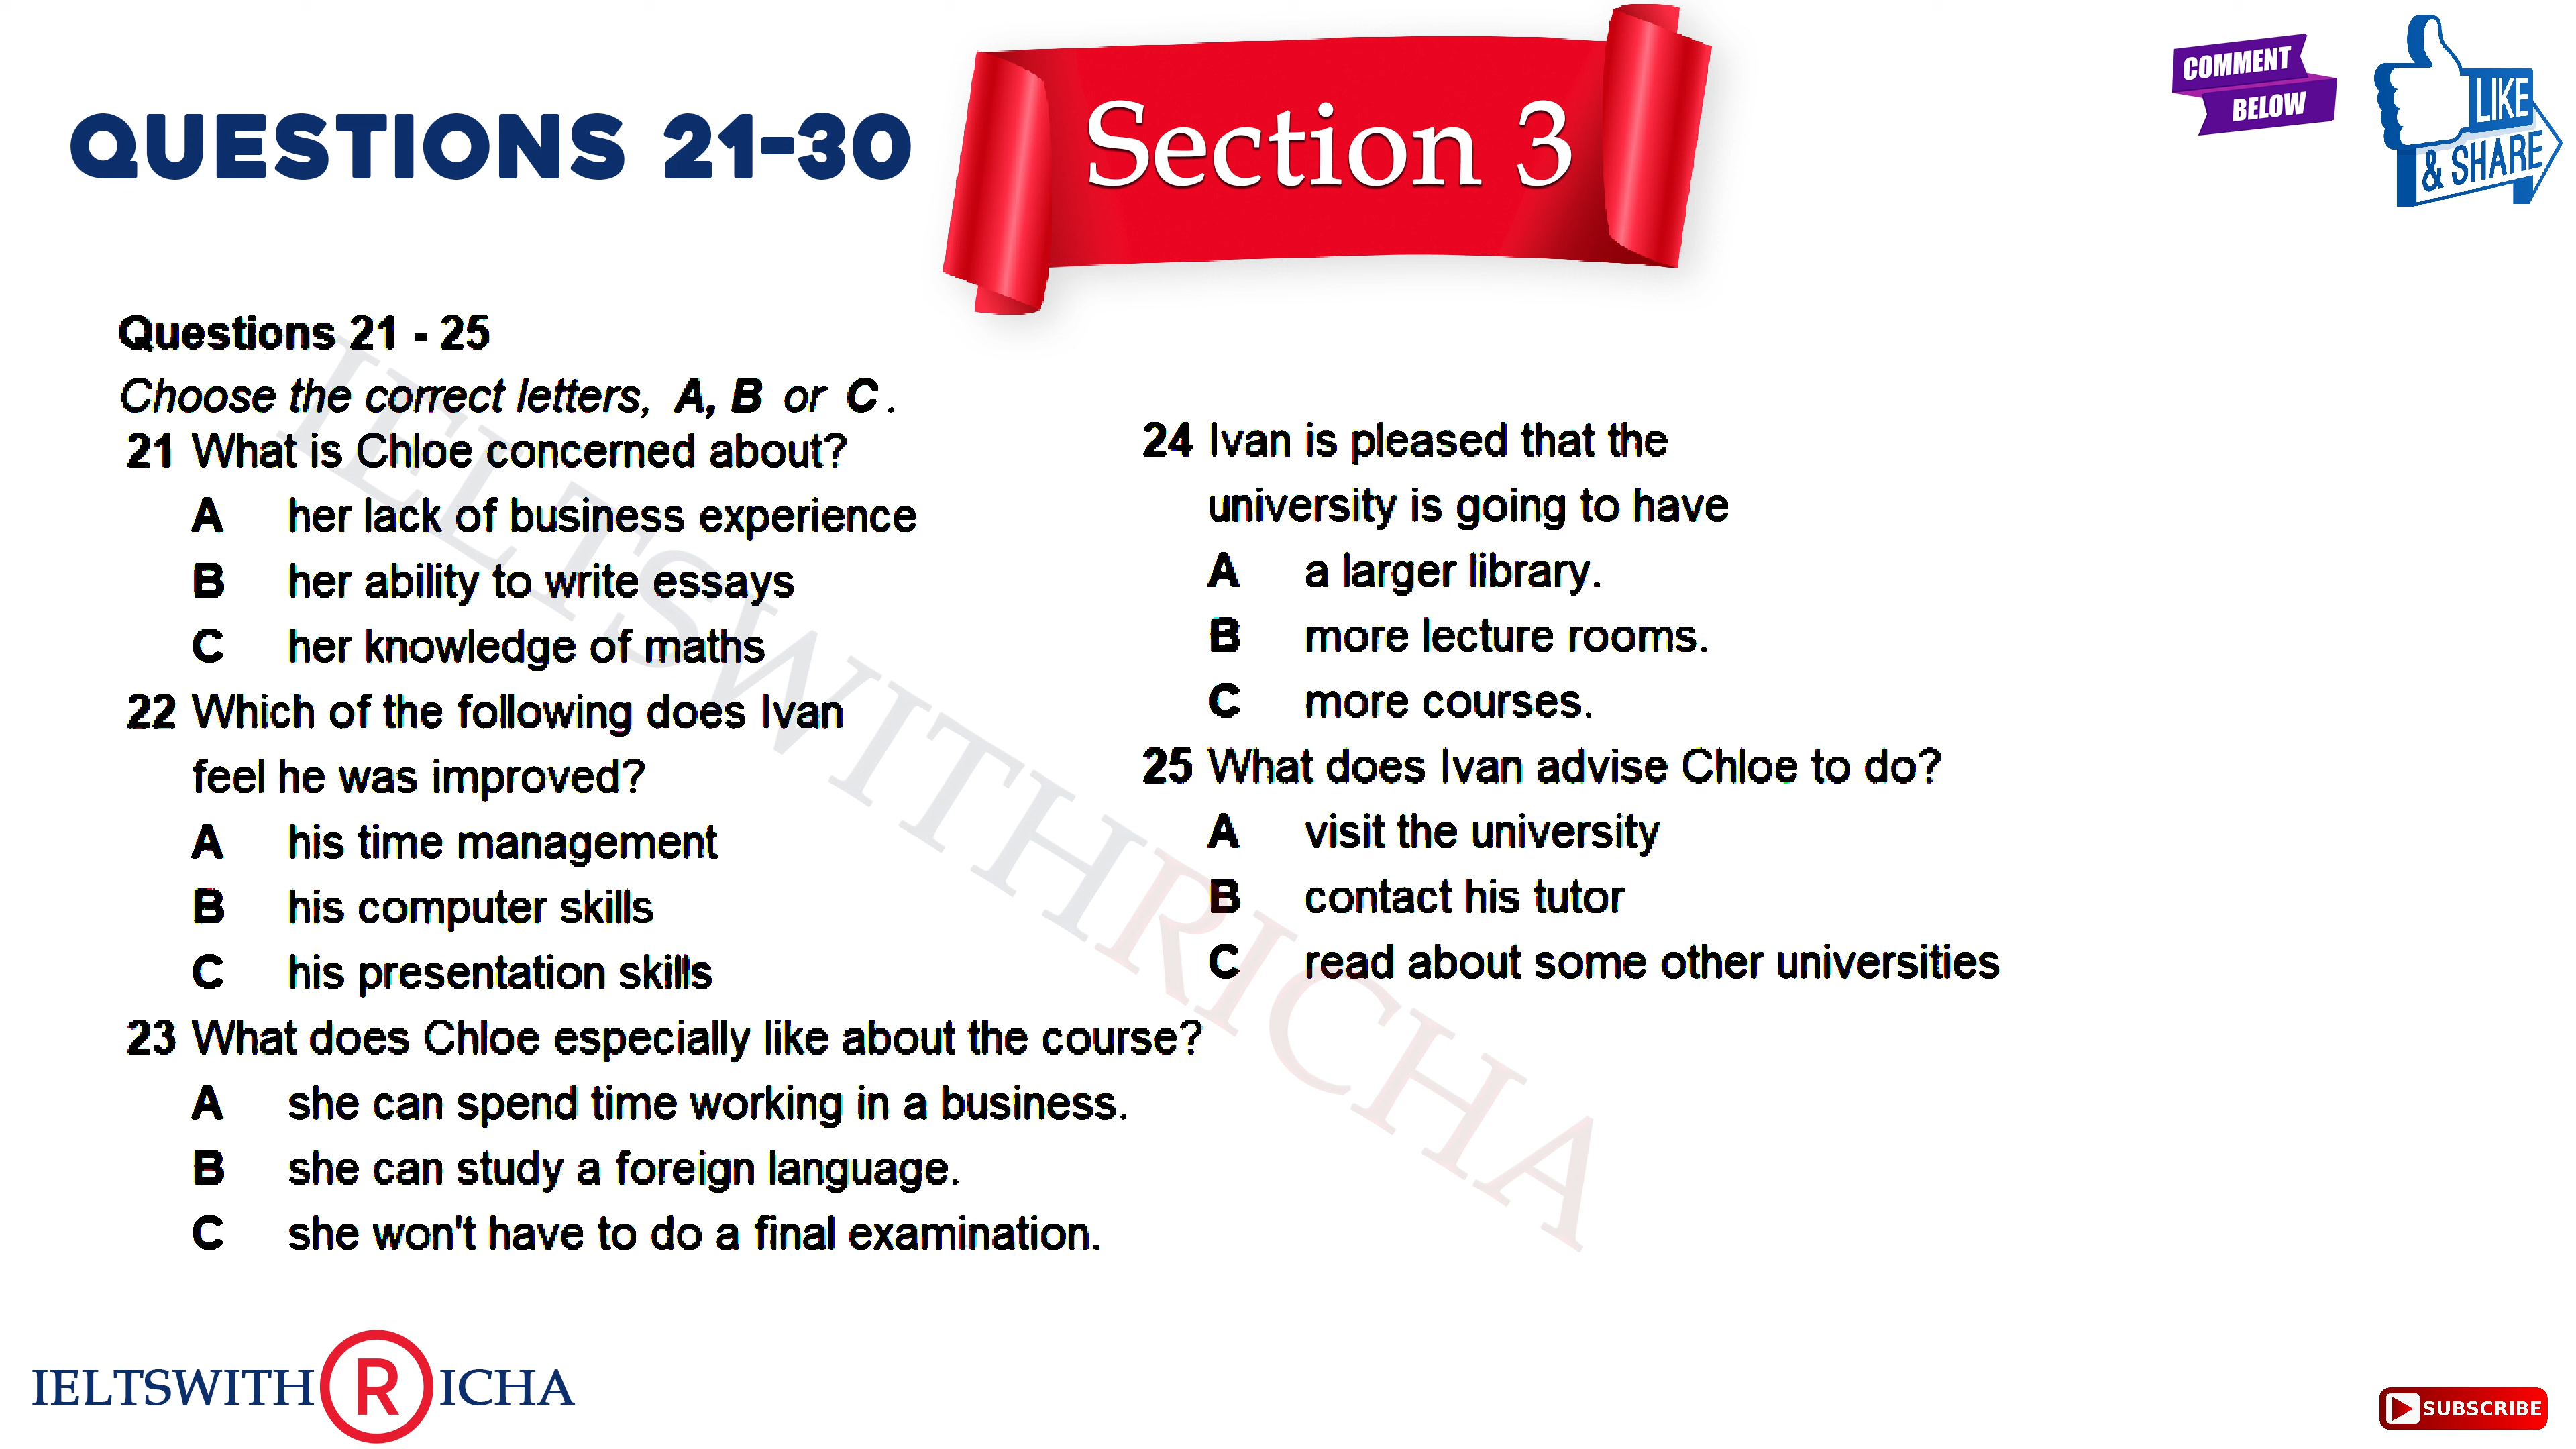 QUESTIONS 21-30
Section 3
COMMENT
BELOW
LIKE
& SHARE
Questions 21 - 25
Choose the correct letters, A, B or C.
21 What is Chloe concerned about?
A her lack of business experience
B her ability to write essays
C her knowledge of maths
22 Which of the following does Ivan
feel he was improved?
A his time management
B his computer skills
C his presentation skills
23 What does Chloe especially like about the course?
A she can spend time working in a business.
B she can study a foreign language.
C she won't have to do a final examination.
24 Ivan is pleased that the
university is going to have
A a larger library.
B more lecture rooms.
C more courses.
25 What does Ivan advise Chloe to do?
A visit the university
B contact his tutor
C read about some other universities
IELTSWITHRICHA
IELTSWITHRICHA
SUBSCRIBE